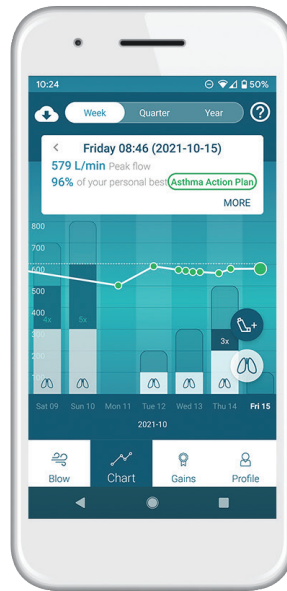 10:24
50%
Week Quarter Year ?
< Friday 08:46 (2021-10-15)
579 L/min Peak flow
96% of your personal best Asthma Action Plan
MORE
800
700
600
500
400
4x 5x
300
3x
200
100
Sat 09 Sun 10 Mon 11 Tue 12 Wed 13 Thu 14 Fri 15
2021-10
Blow Chart Gains Profile